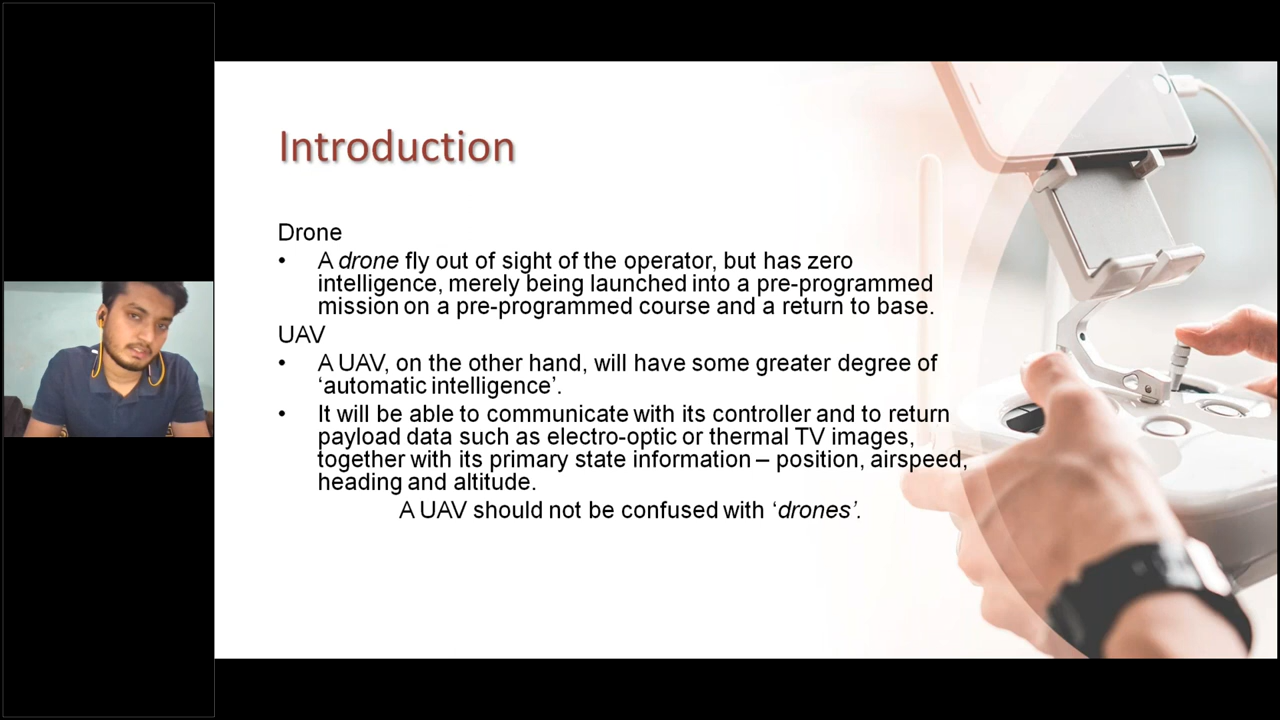 Introduction
Drone
• A drone fly out of sight of the operator, but has zero
intelligence, merely being launched into a pre-programmed
mission on a pre-programmed course and a return to base.
UAV
• A UAV, on the other hand, will have some greater degree of
‘automatic intelligence’.
• It will be able to communicate with its controller and to return
payload data such as electro-optic or thermal TV images,
together with its primary state information – position, airspeed,
heading and altitude.
A UAV should not be confused with ‘drones’.